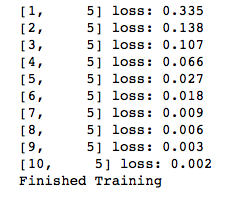 [1,     5] loss: 0.335
[2,     5] loss: 0.138
[3,     5] loss: 0.107
[4,     5] loss: 0.066
[5,     5] loss: 0.027
[6,     5] loss: 0.018
[7,     5] loss: 0.009
[8,     5] loss: 0.006
[9,     5] loss: 0.003
[10,     5] loss: 0.002
Finished Training